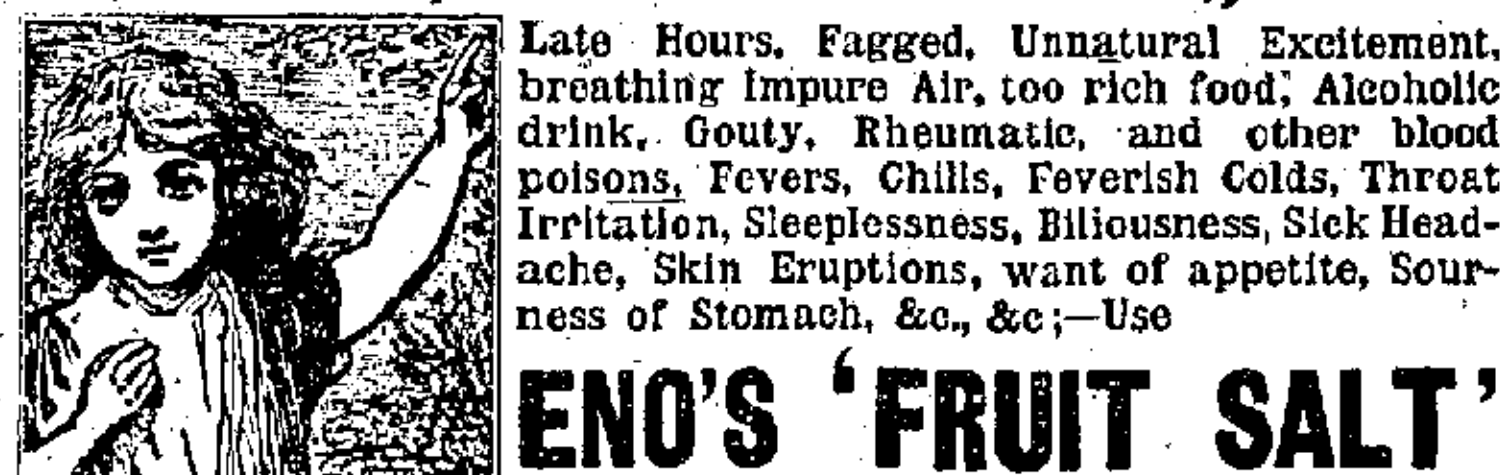 Late Hours, Fagged, Unnatural Excitement,
breathing Impure Air, too rich food, Alcoholic
drink, Gouty, Rheumatic, and other blood
poisons, Fevers, Chills, Feverish Colds, Throat
Irritation, Sleeplessness, Biliousness, Sick Head-
ache, Skin Eruptions, want of appetite, Sour-
ness of Stomach, &c., &c;—Use
ENO'S 'FRUIT SALT'